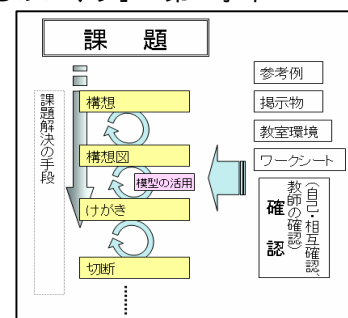 課 題
課題解決の手段
構想
構想図
模型の活用
けがき
切断
参考例
掲示物
教室環境
ワークシート
確認
（自己・相互確認、
教師の確認）